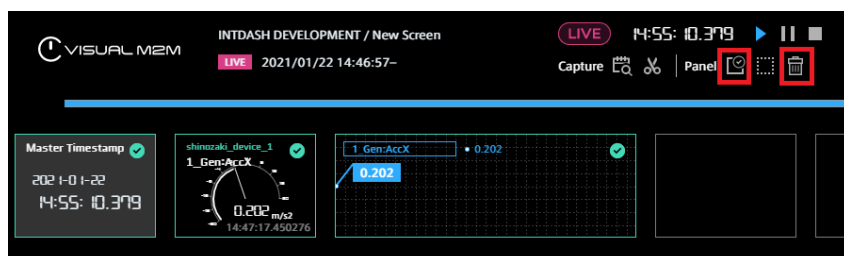 VISUAL M2M
INTDASH DEVELOPMENT / New Screen
LIVE 2021/01/22 14:46:57–
LIVE 14:55: 10.379
Capture
Panel
Master Timestamp
2021-01-22
14:55: 10.379
shinozaki_device_1
1_Gen:AccX
0.202 m/s2
14:47:17.450276
1_Gen:AccX 0.202
0.202